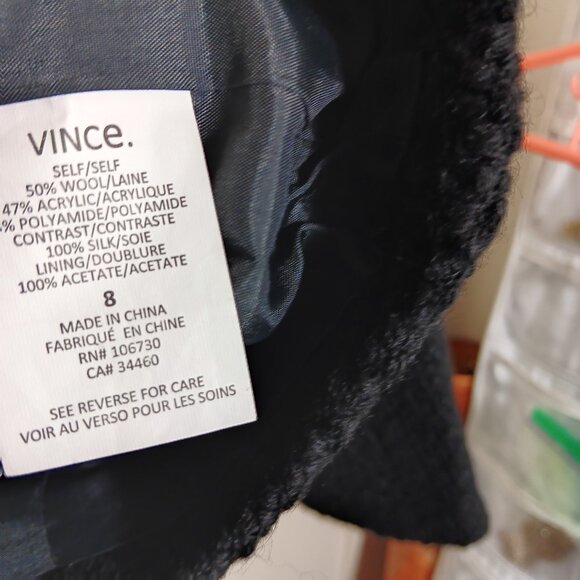 VINCe.
SELF/SELF
50% WOOL/LAINE
47% ACRYLIC/ACRYLIQUE
% POLYAMIDE/POLYAMIDE
CONTRAST/CONTRASTE
100% SILK/SOIE
LINING/DOUBLURE
100% ACETATE/ACETATE
8
MADE IN CHINA
FABRIQUÉ EN CHINE
RN# 106730
CA# 34460
SEE REVERSE FOR CARE
VOIR AU VERSO POUR LES SOINS